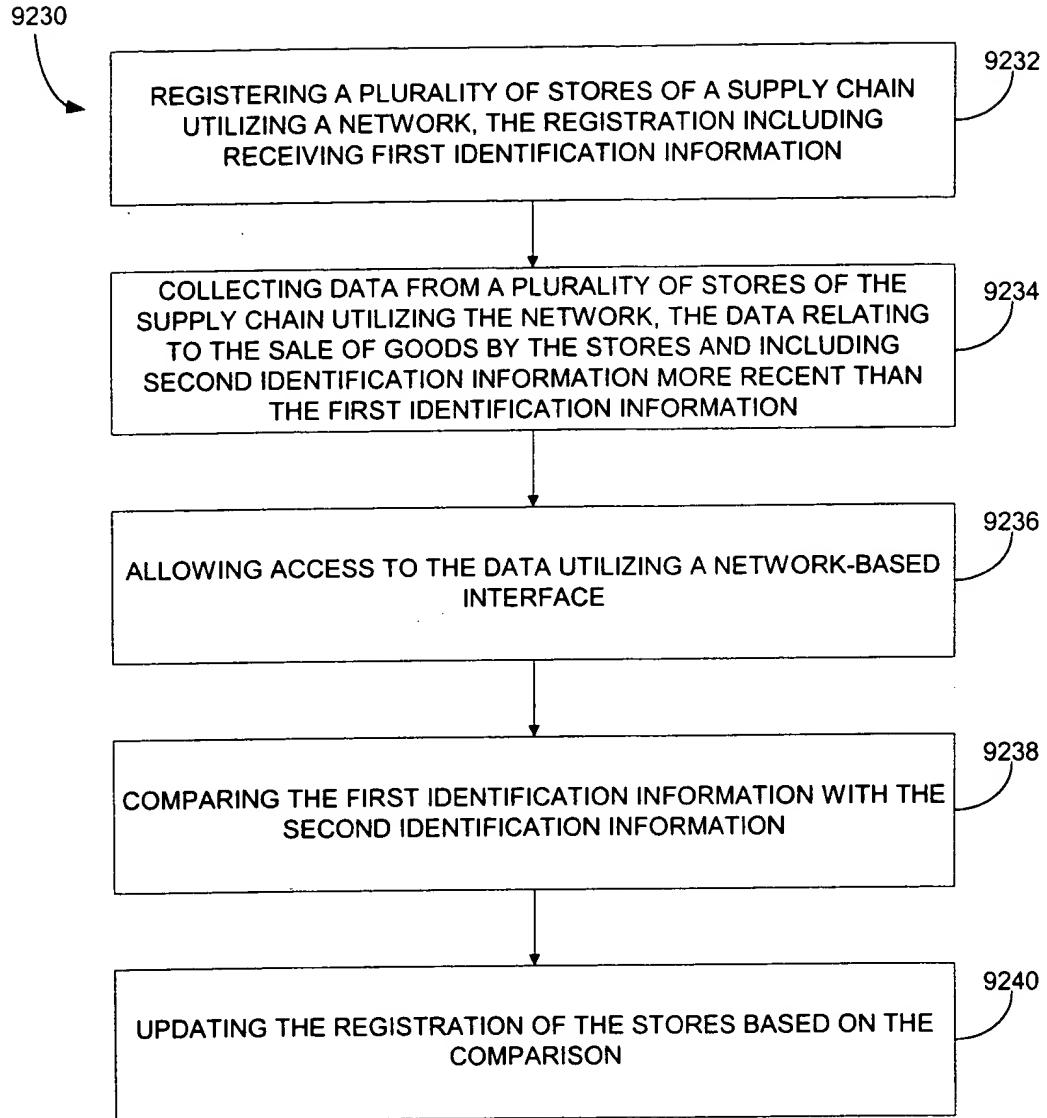 9230
9232
REGISTERING A PLURALITY OF STORES OF A SUPPLY CHAIN
UTILIZING A NETWORK, THE REGISTRATION INCLUDING
RECEIVING FIRST IDENTIFICATION INFORMATION
9234
COLLECTING DATA FROM A PLURALITY OF STORES OF THE
SUPPLY CHAIN UTILIZING THE NETWORK, THE DATA RELATING
TO THE SALE OF GOODS BY THE STORES AND INCLUDING
SECOND IDENTIFICATION INFORMATION MORE RECENT THAN
THE FIRST IDENTIFICATION INFORMATION
9236
ALLOWING ACCESS TO THE DATA UTILIZING A NETWORK-BASED
INTERFACE
9238
COMPARING THE FIRST IDENTIFICATION INFORMATION WITH THE
SECOND IDENTIFICATION INFORMATION
9240
UPDATING THE REGISTRATION OF THE STORES BASED ON THE
COMPARISON